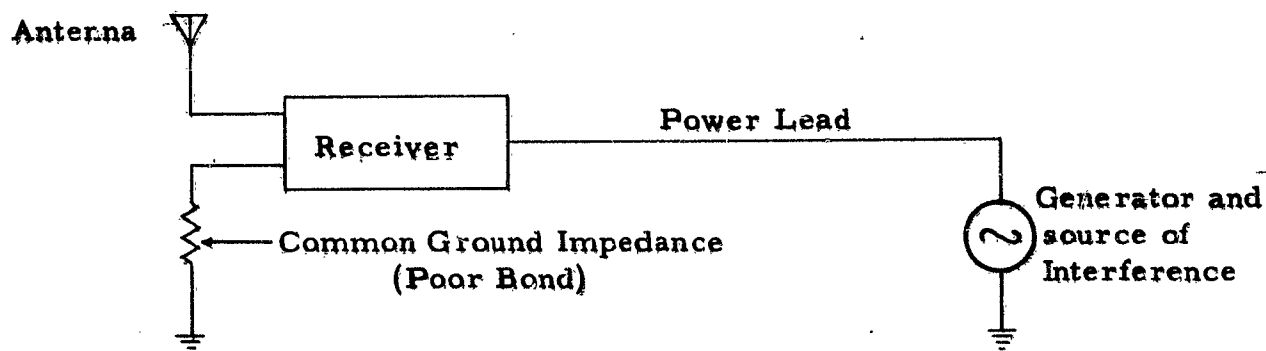 Antenna
Receiver
Power Lead
Generator and
source of
Interference
Common Ground Impedance
(Poor Bond)